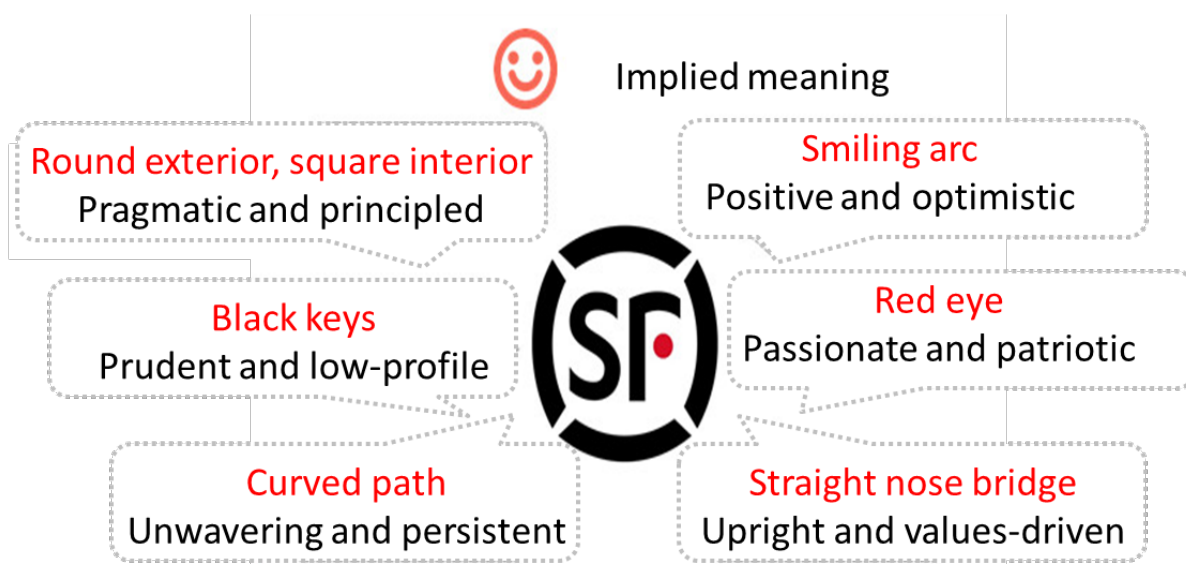 Implied meaning
Round exterior, square interior
Pragmatic and principled
Smiling arc
Positive and optimistic
Black keys
Prudent and low-profile
SF
Red eye
Passionate and patriotic
Curved path
Unwavering and persistent
Straight nose bridge
Upright and values-driven